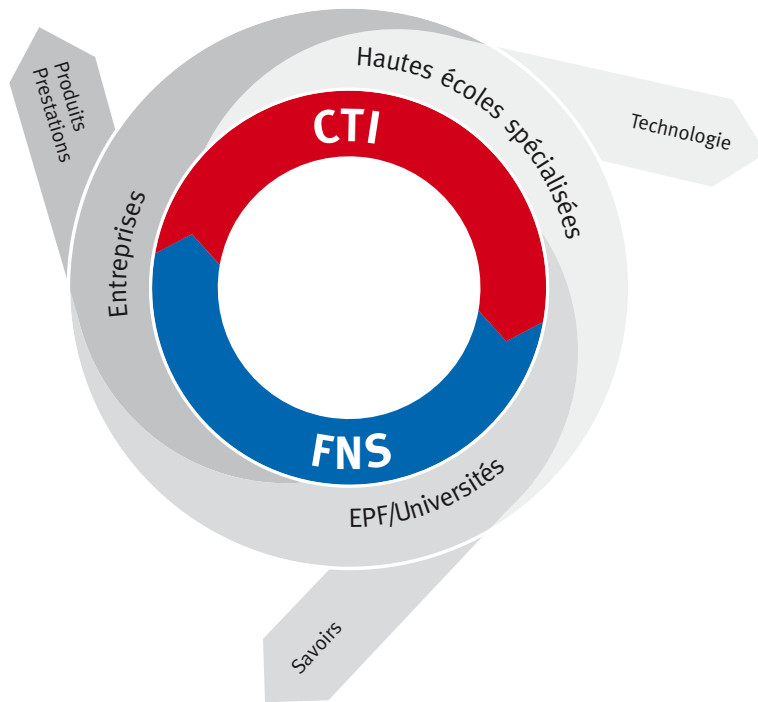 Produits
Prestations
Hautes écoles spécialisées
Technologie
CTI
Entreprises
FNS
EPF/Universités
Savoirs